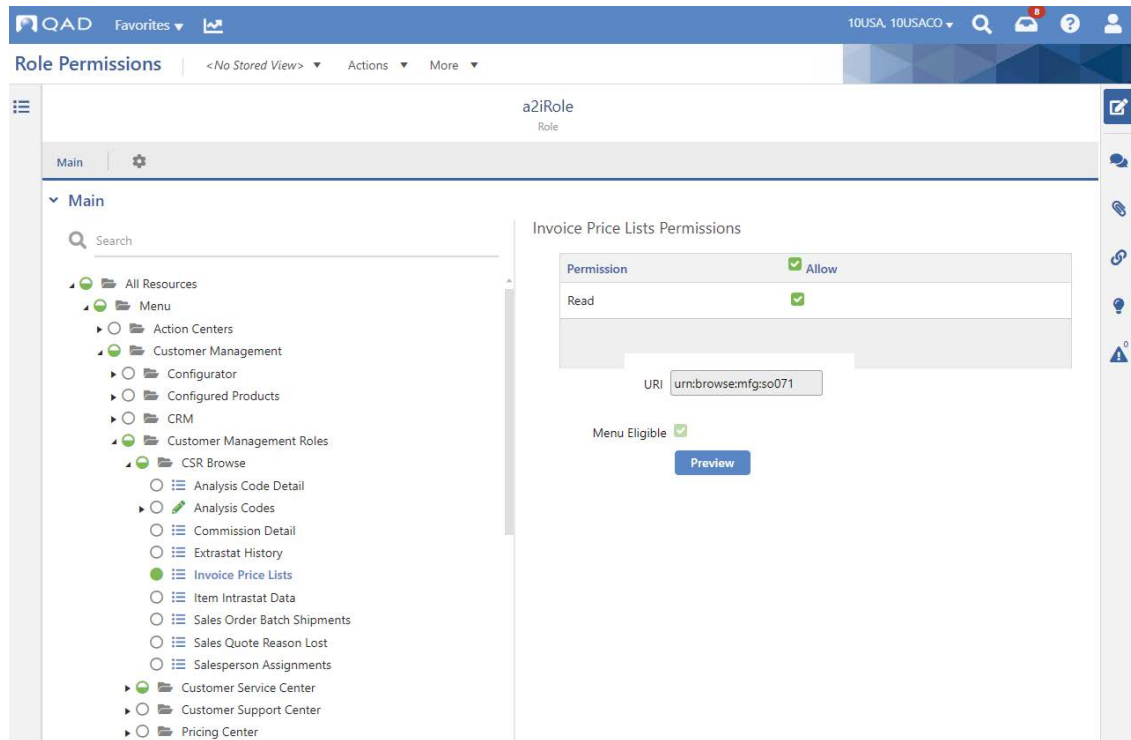 QAD Favorites 10USA, 10USACO 8
Role Permissions <No Stored View> Actions More
a2iRole
Role
Main
Main
Search
All Resources
Menu
Action Centers
Customer Management
Configurator
Configured Products
CRM
Customer Management Roles
CSR Browse
Analysis Code Detail
Analysis Codes
Commission Detail
Extrastat History
Invoice Price Lists
Item Intrastat Data
Sales Order Batch Shipments
Sales Quote Reason Lost
Salesperson Assignments
Customer Service Center
Customer Support Center
Pricing Center
Invoice Price Lists Permissions
Permission Allow
Read
URI urn:browse:mfg:so071
Menu Eligible
Preview
0